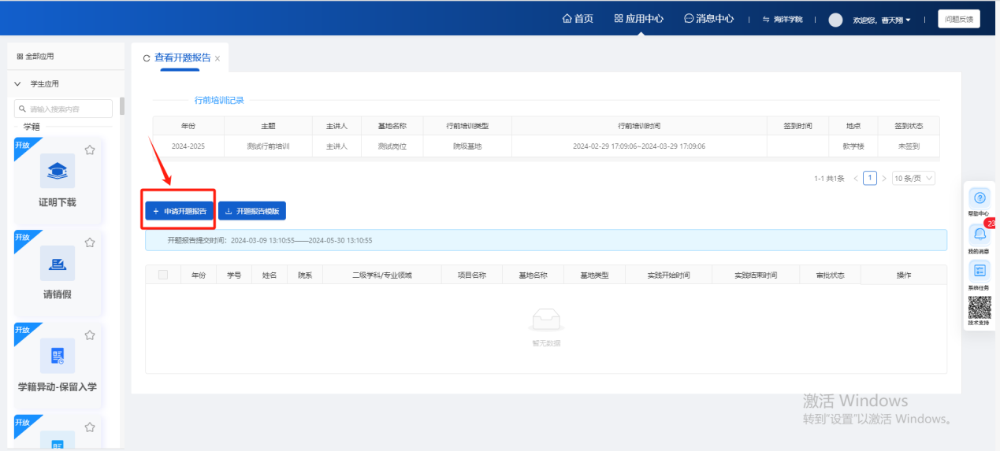 首页 应用中心 消息中心 海洋学院 欢迎您, 曹天翔 问题反馈
全部应用
学生应用
请输入搜索内容
学籍
开放
证明下载
开放
请销假
开放
学籍异动-保留入学
开放
查看开题报告
行前培训记录
年份 主题 主讲人 基地名称 行前培训类型 行前培训时间 签到时间 地点 签到状态
2024-2025 测试行前培训 主讲人 测试岗位 院级基地 2024-02-29 17:09:06~2024-03-29 17:09:06 教学楼 未签到
1-1 共1条 < 1 > 10 条/页
+ 申请开题报告 开题报告模版
开题报告提交时间: 2024-03-09 13:10:55——2024-05-30 13:10:55
年份 学号 姓名 院系 二级学科/专业领域 项目名称 基地名称 基地类型 实践开始时间 实践结束时间 审批状态 操作
暂无数据
帮助中心
23
我的消息
系统任务
技术支持
激活 Windows
转到"设置"以激活 Windows。